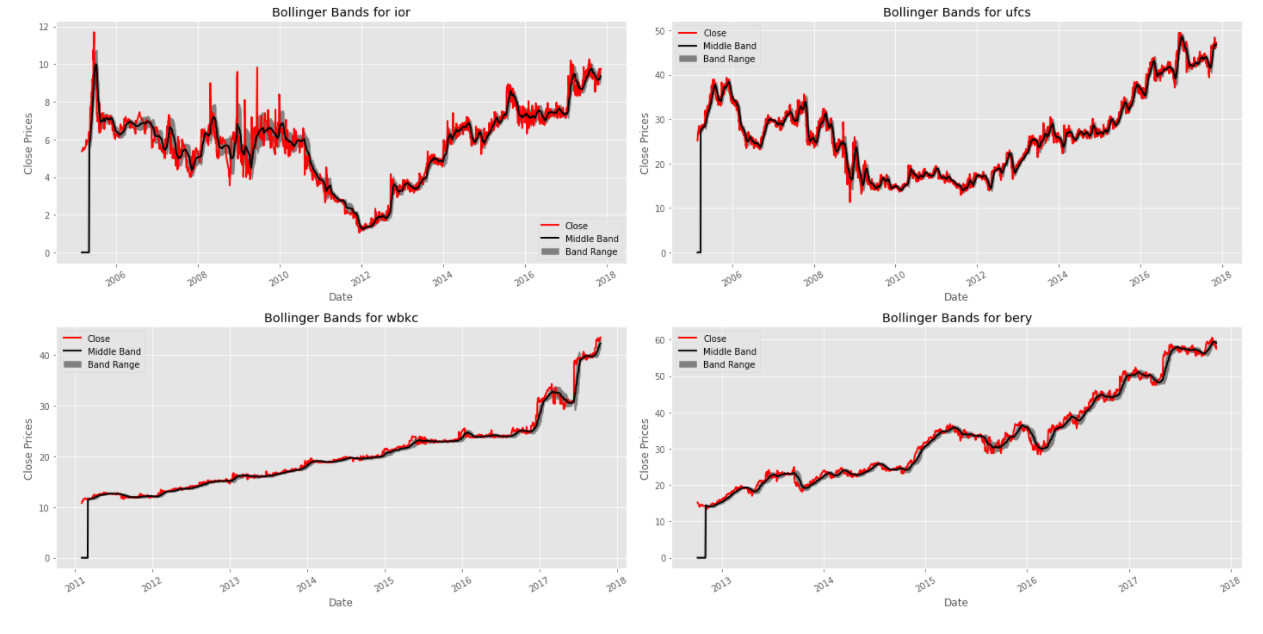 Bollinger Bands for ior
Close Prices
12
10
8
6
4
2
0
2006
2008
2010
2012
2014
2016
2018
Date
Close
Middle Band
Band Range
Bollinger Bands for ufcs
Close Prices
50
40
30
20
10
0
2006
2008
2010
2012
2014
2016
2018
Date
Close
Middle Band
Band Range
Bollinger Bands for wbkc
Close Prices
40
30
20
10
0
2011
2012
2013
2014
2015
2016
2017
2018
Date
Close
Middle Band
Band Range
Bollinger Bands for bery
Close Prices
60
50
40
30
20
10
0
2013
2014
2015
2016
2017
2018
Date
Close
Middle Band
Band Range